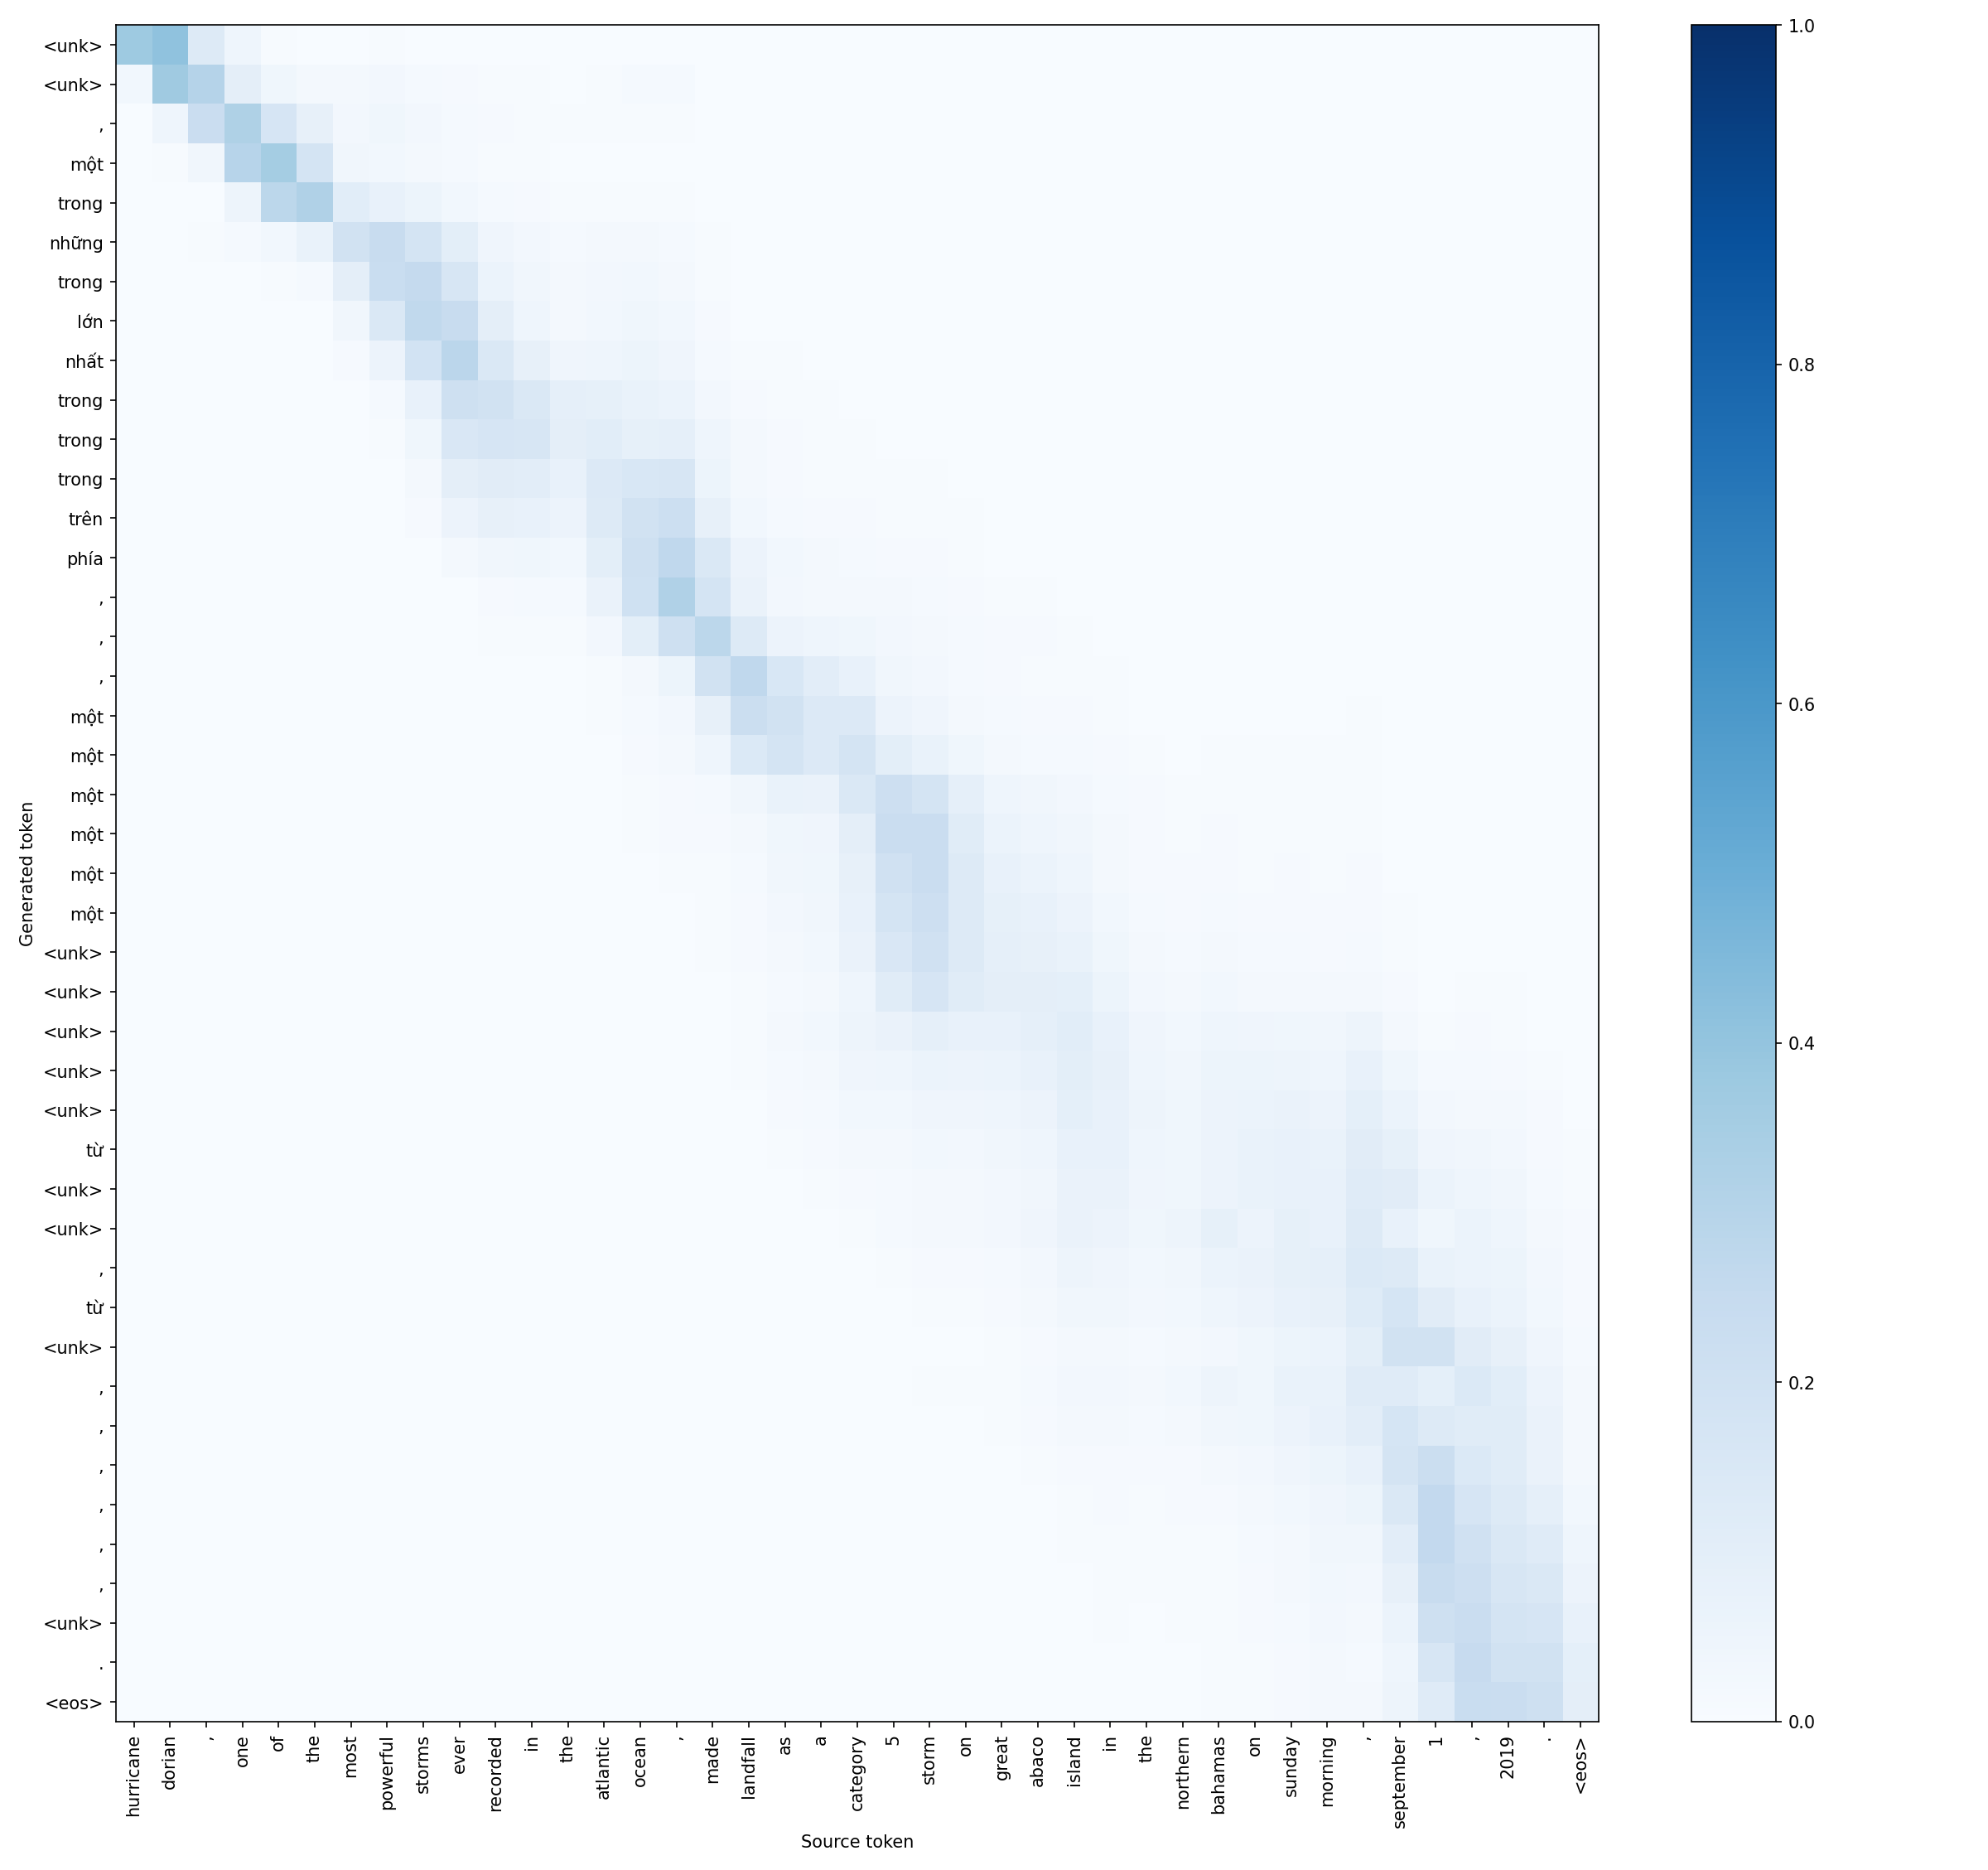 <unk>
<unk>
,
một
trong
những
trong
lớn
nhất
trong
trong
trong
trên
phía
,
,
,
một
một
một
một
một
một
<unk>
<unk>
<unk>
<unk>
<unk>
từ
<unk>
<unk>
,
từ
<unk>
,
,
,
,
,
,
<unk>
.
<eos>
Generated token
hurricane
dorian
,
one
of
the
most
powerful
storms
ever
recorded
in
the
atlantic
ocean
,
made
landfall
as
a
category
5
storm
on
great
abaco
island
in
the
northern
bahamas
on
sunday
morning
,
september
1
,
2019
.
<eos>
Source token
1.0
0.8
0.6
0.4
0.2
0.0